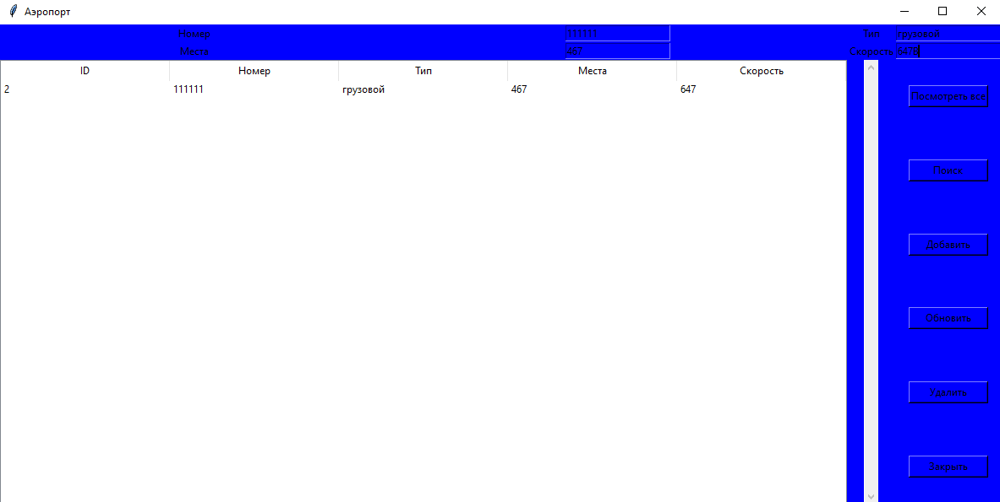 Аэропорт
Номер 111111 Тип грузовой
Места 467 Скорость 6478
ID Номер Тип Места Скорость
2 111111 грузовой 467 647
Посмотреть все
Поиск
Добавить
Обновить
Удалить
Закрыть